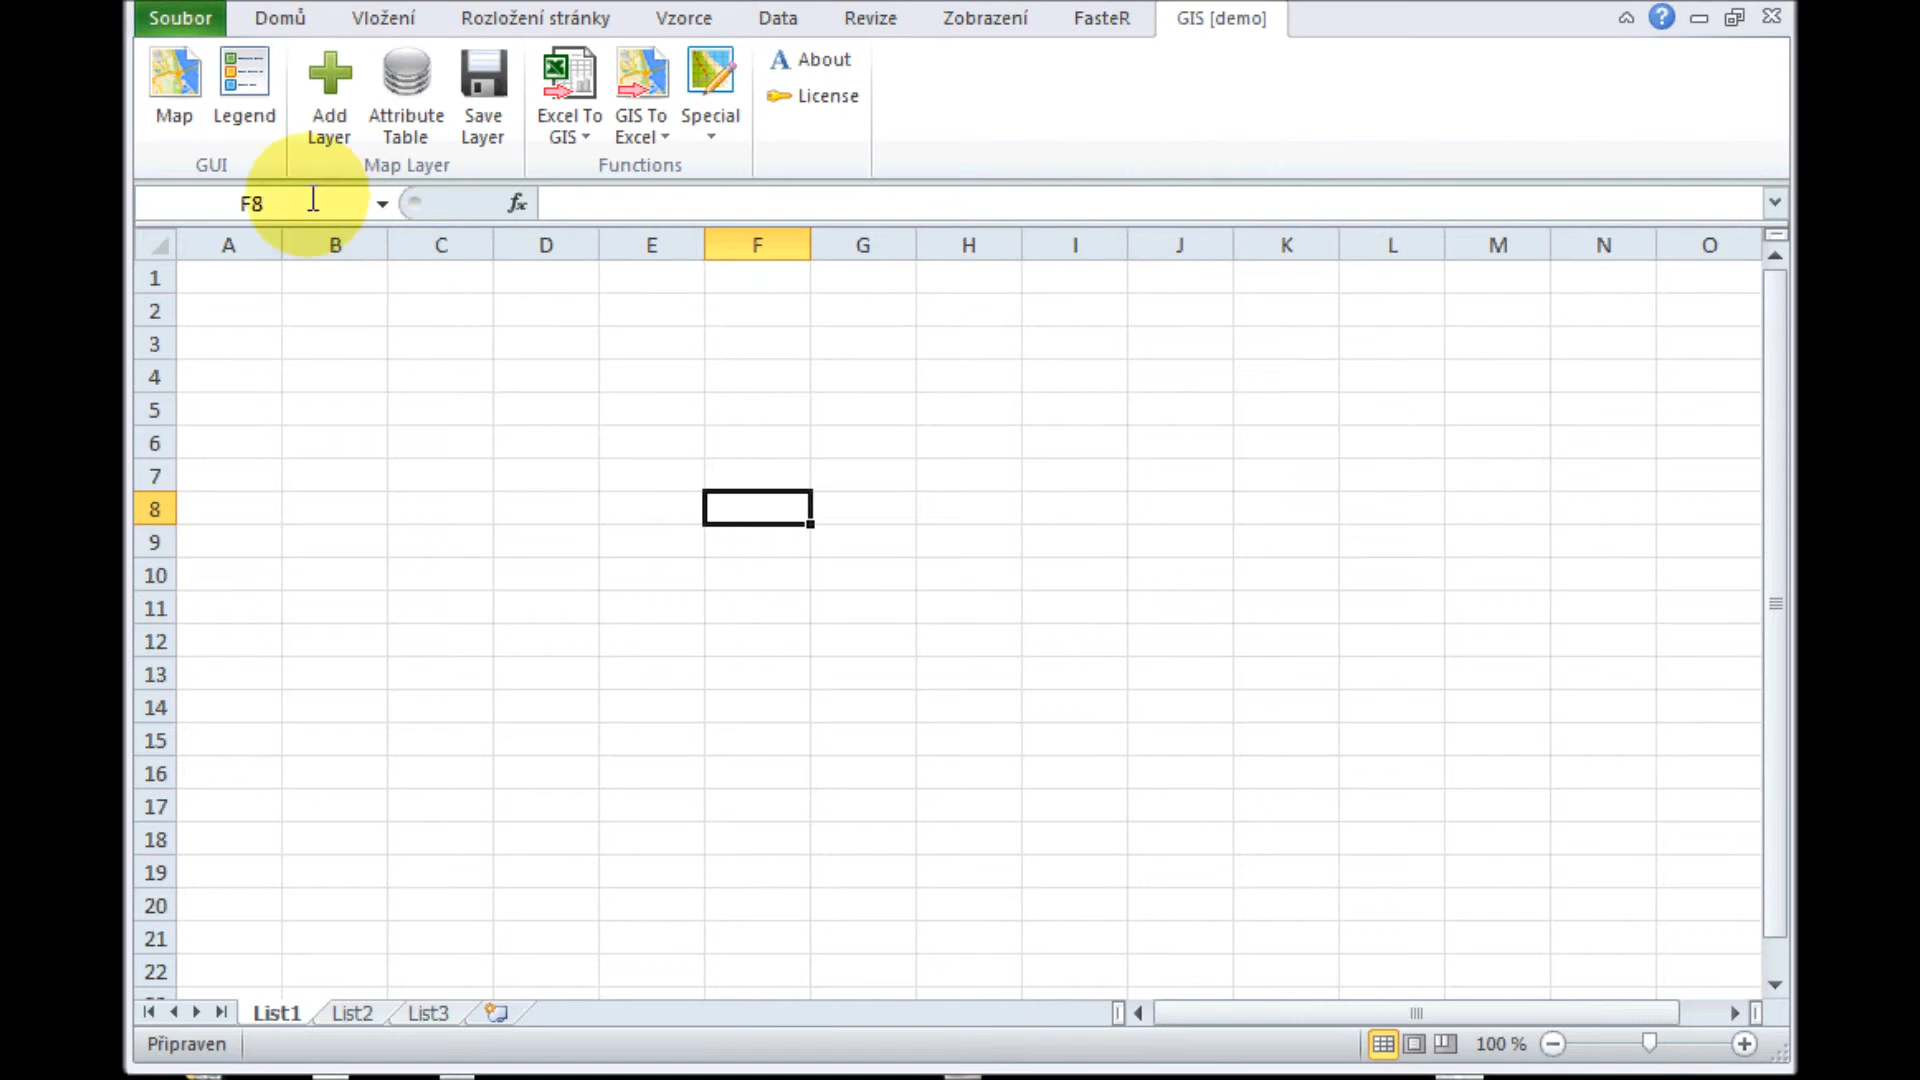 Soubor Domů Vložení Rozložení stránky Vzorce Data Revize Zobrazení FasteR GIS [demo]
Map Legend Add Layer Attribute Table Save Layer Excel To GIS GIS To Excel Special About
License
GUI Map Layer Functions
F8 fx
A B C D E F G H I J K L M N O
1
2
3
4
5
6
7
8
9
10
11
12
13
14
15
16
17
18
19
20
21
22
List1 List2 List3
Připraven 100 %